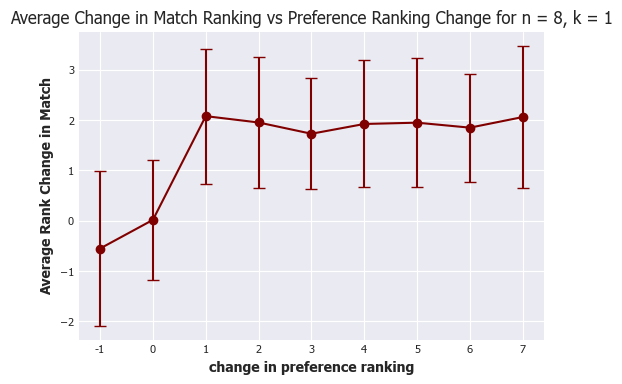 Average Change in Match Ranking vs Preference Ranking Change for n = 8, k = 1
Average Rank Change in Match
3
2
1
0
−1
−2
-1 0 1 2 3 4 5 6 7
change in preference ranking